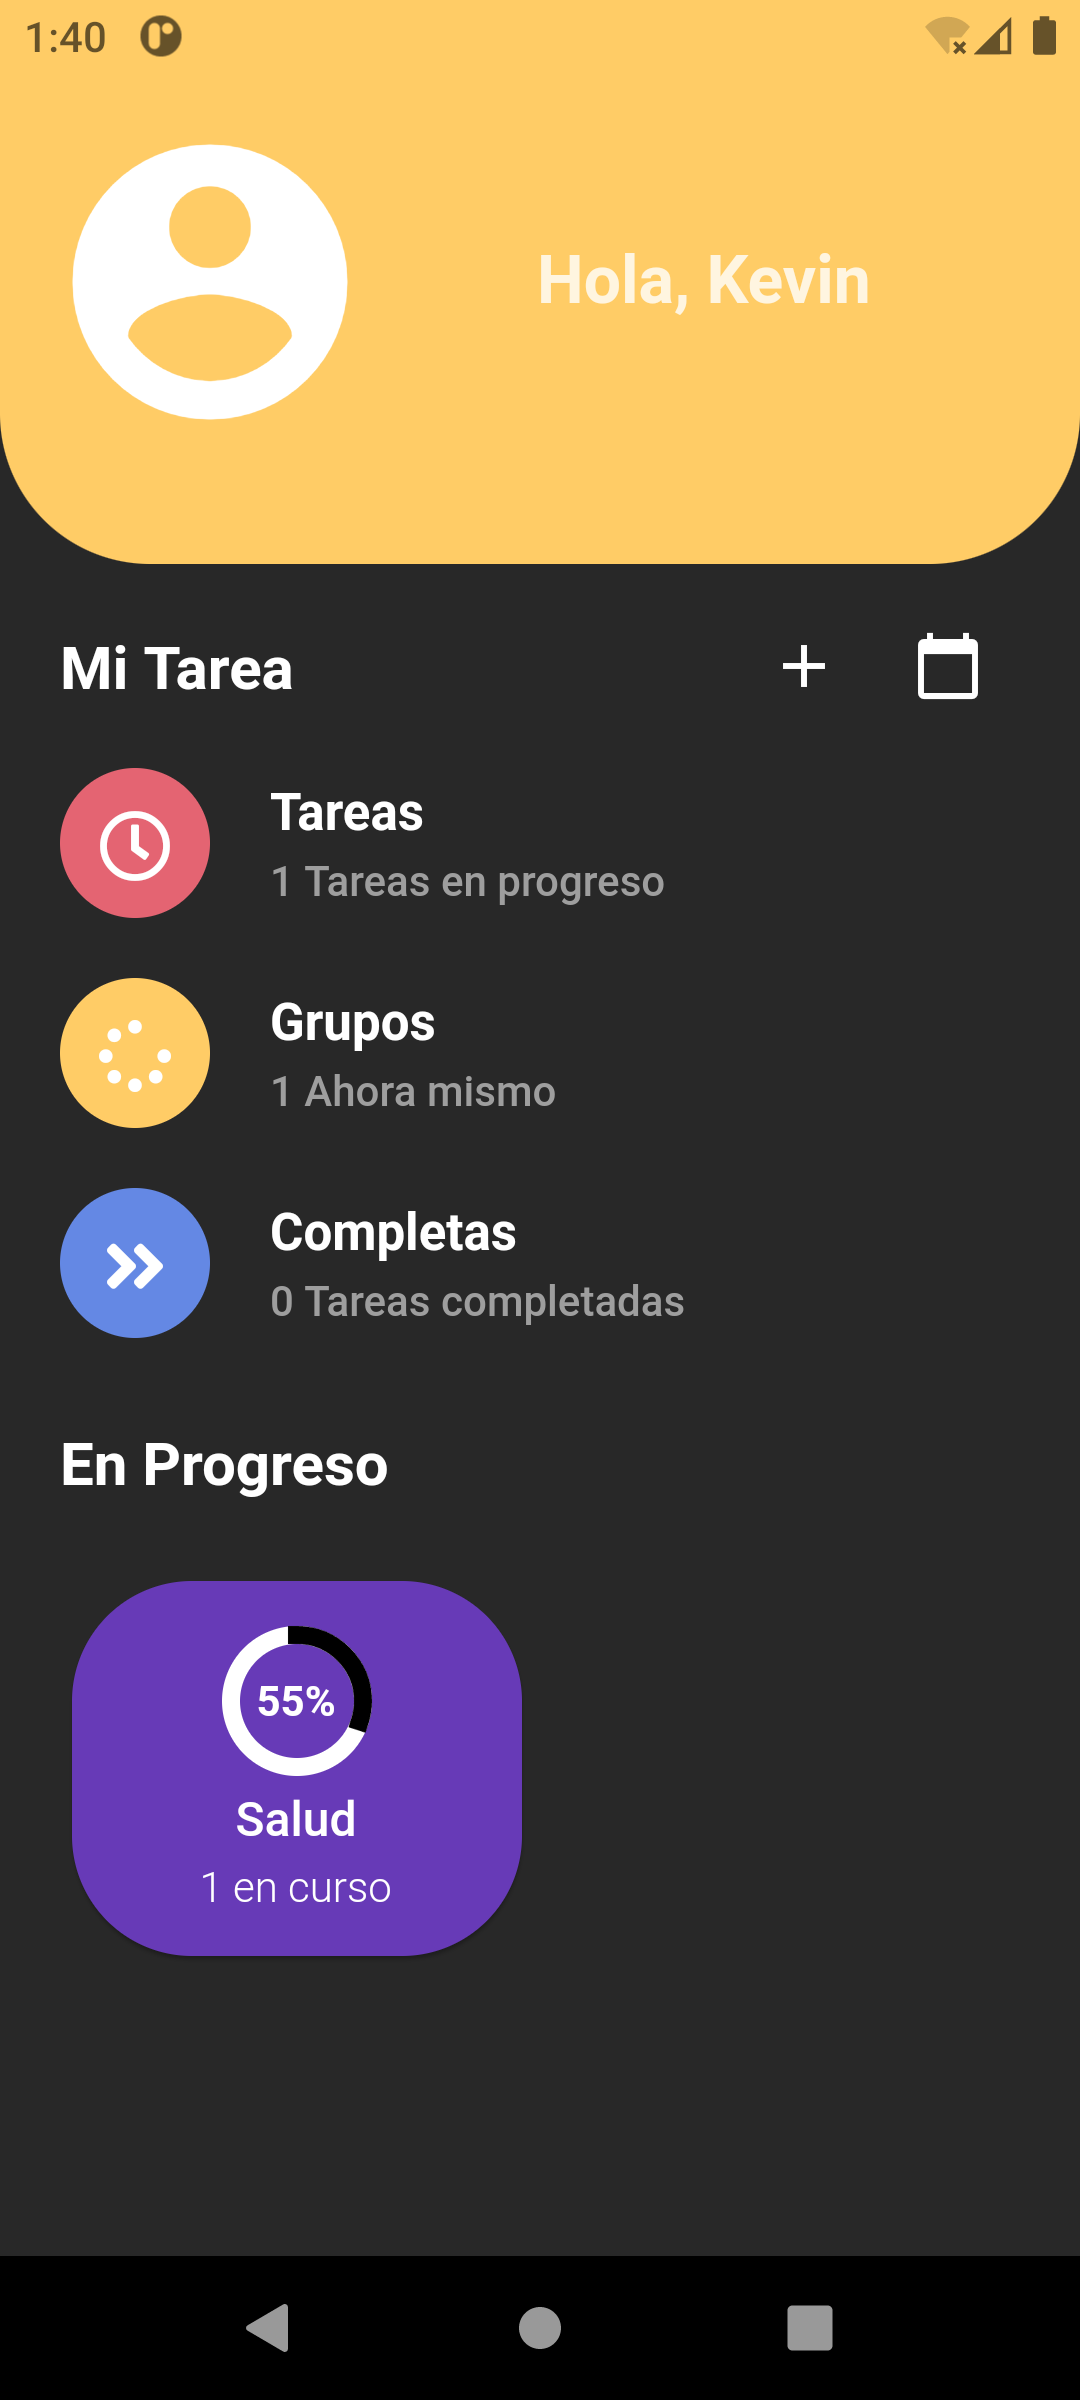 1:40
Hola, Kevin
Mi Tarea
Tareas
1 Tareas en progreso
Grupos
1 Ahora mismo
Completas
0 Tareas completadas
En Progreso
55%
Salud
1 en curso